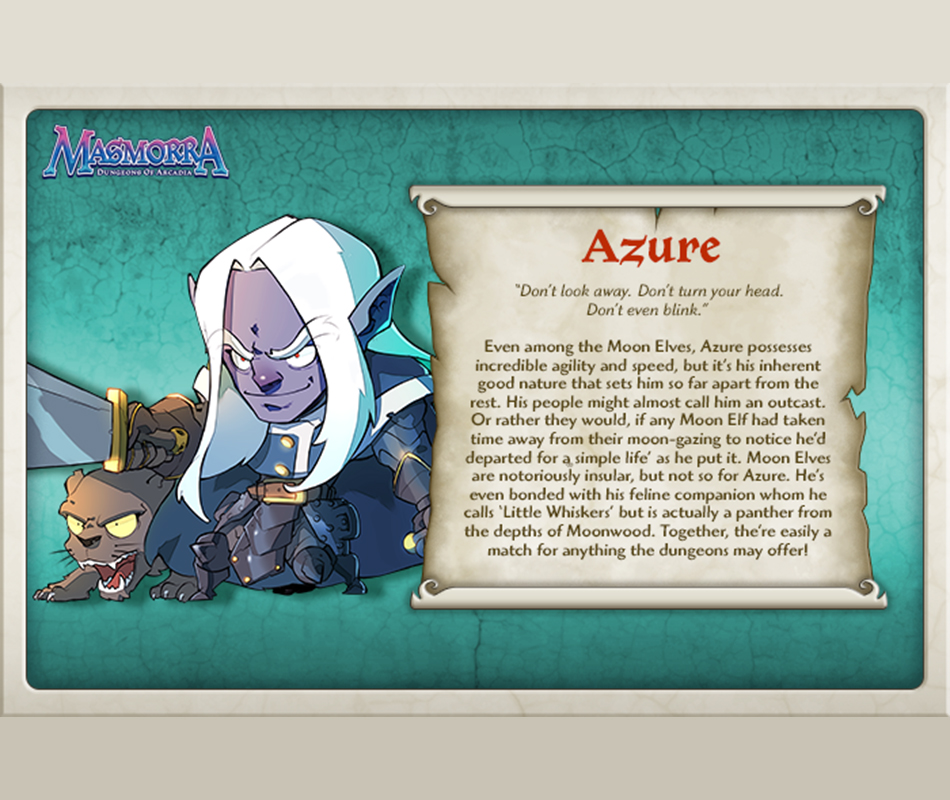 MASMORRA
DUNGEONS OF ARCADIA
Azure
“Don't look away. Don't turn your head.
Don't even blink.”
Even among the Moon Elves, Azure possesses
incredible agility and speed, but it's his inherent
good nature that sets him so far apart from the
rest. His people might almost call him an outcast.
Or rather they would, if any Moon Elf had taken
time away from their moon-gazing to notice he'd
departed for a simple life' as he put it. Moon Elves
are notoriously insular, but not so for Azure. He's
even bonded with his feline companion whom he
calls ‘Little Whiskers’ but is actually a panther from
the depths of Moonwood. Together, the're easily a
match for anything the dungeons may offer!